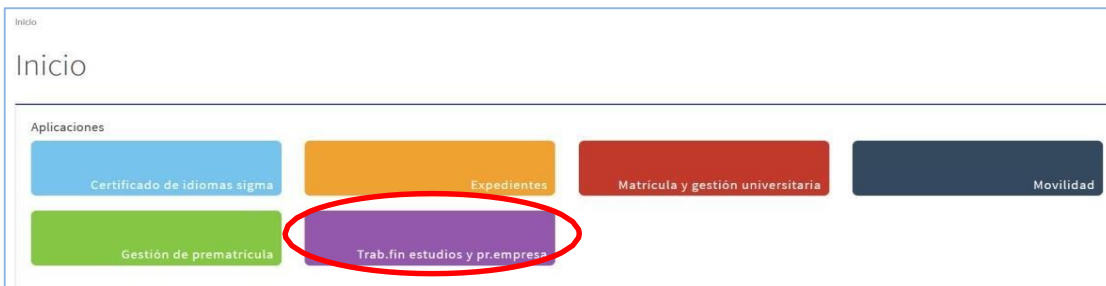 Inicio
Inicio
Aplicaciones
Certificado de idiomas sigma
Expedientes
Matrícula y gestión universitaria
Movilidad
Gestión de prematrícula
Trab.fin estudios y pr.empresa